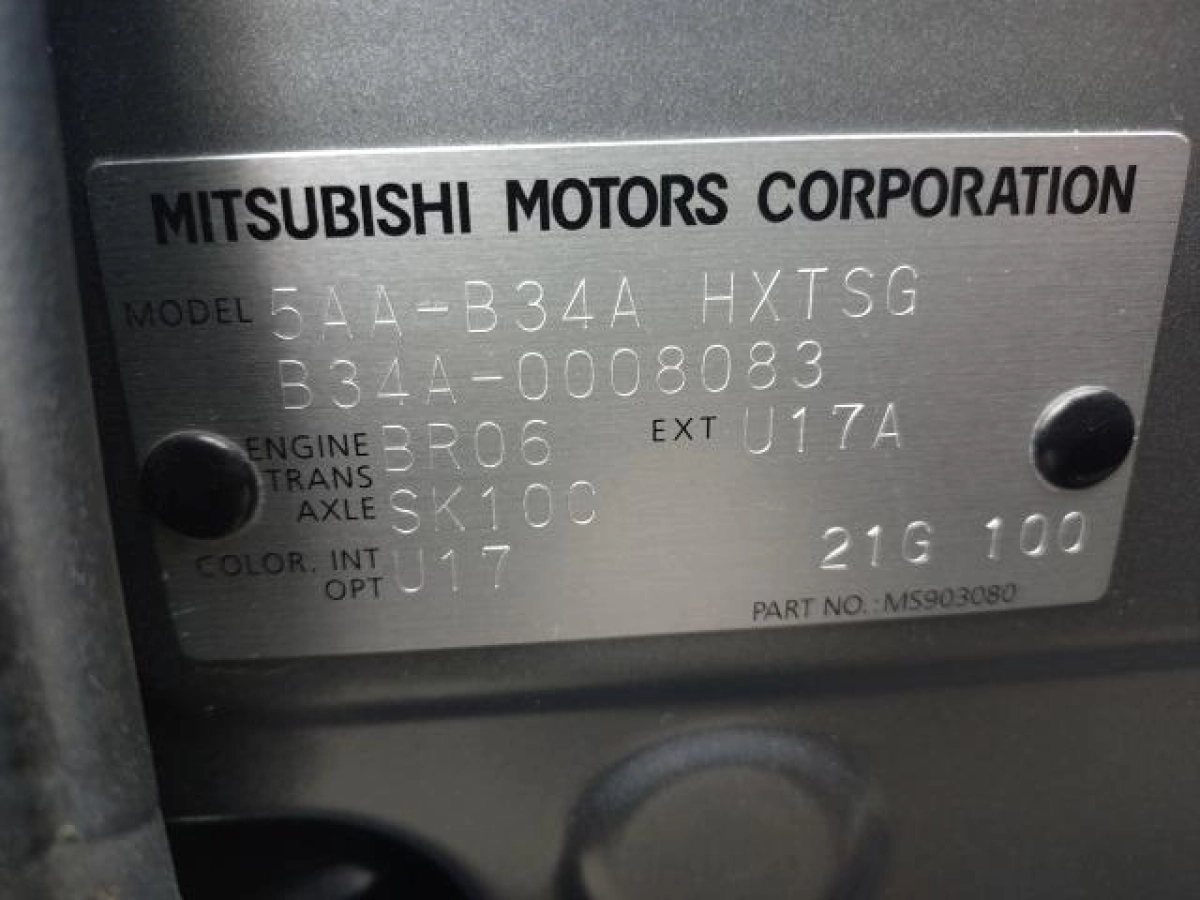 MITSUBISHI MOTORS CORPORATION
MODEL 5AA-B34A HXTSG
B34A-0008083
ENGINE BR06 EXT U17A
TRANS
AXLE SK10C
COLOR. INT U17
OPT
21G 100
PART NO.:MS903080